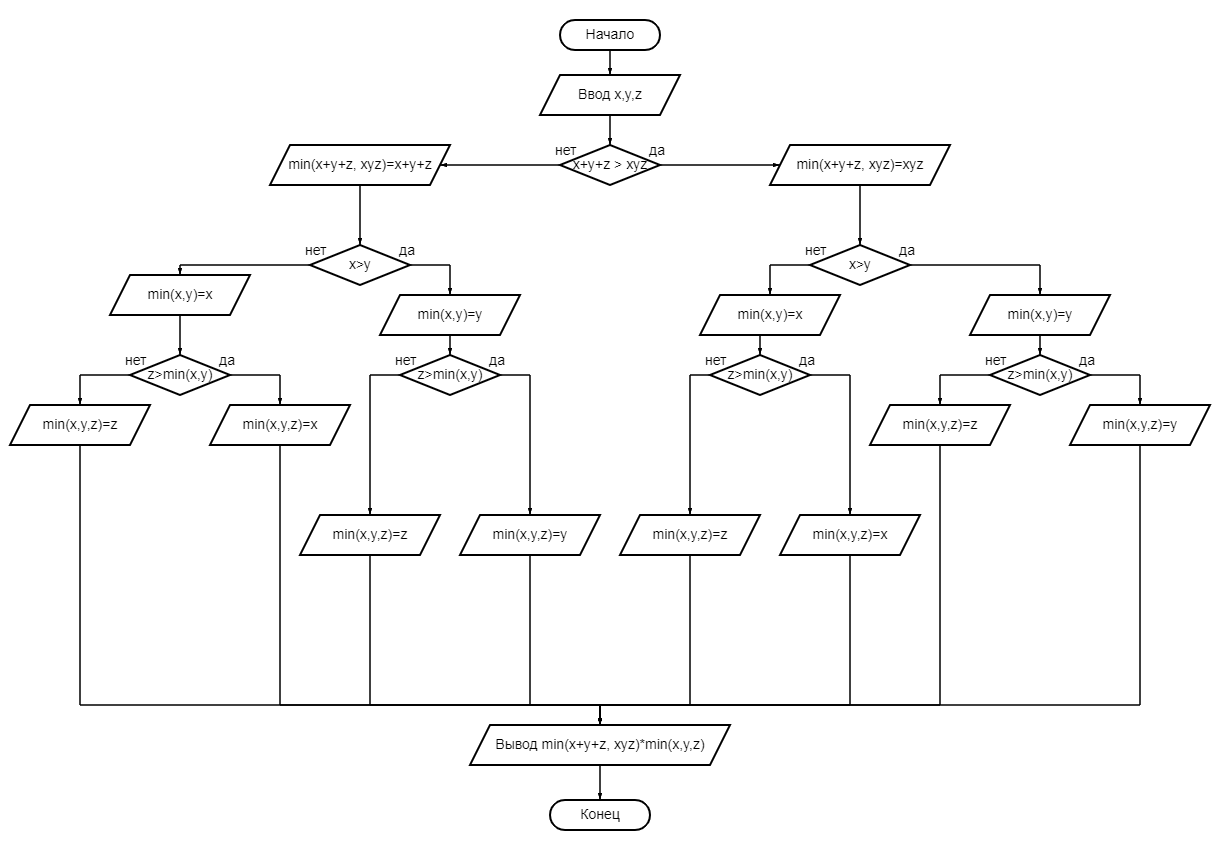 Начало
Ввод x,y,z
нет
да
min(x+y+z, xyz)=x+y+z
x+y+z > xyz
min(x+y+z, xyz)=xyz
нет
да
нет
да
x>y
x>y
min(x,y)=x
min(x,y)=y
min(x,y)=x
min(x,y)=y
нет
да
нет
да
нет
да
нет
да
z>min(x,y)
z>min(x,y)
z>min(x,y)
z>min(x,y)
min(x,y,z)=z
min(x,y,z)=x
min(x,y,z)=z
min(x,y,z)=y
min(x,y,z)=z
min(x,y,z)=y
min(x,y,z)=z
min(x,y,z)=x
Вывод min(x+y+z, xyz)*min(x,y,z)
Конец